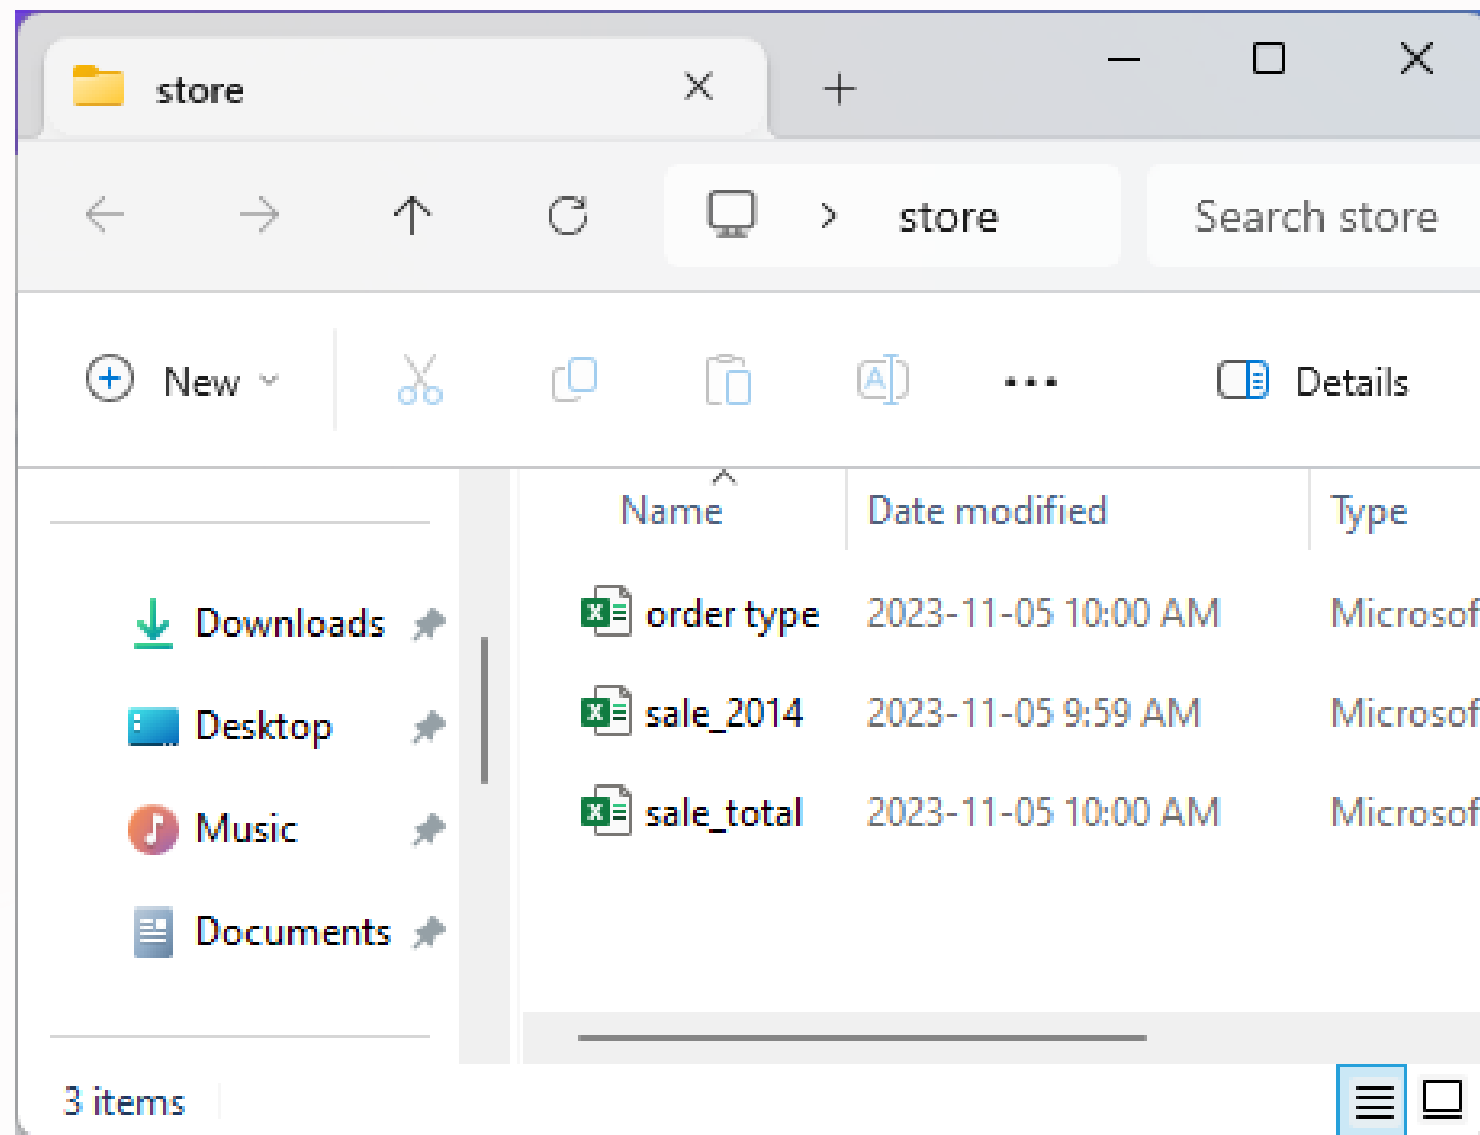 store
store
Search store
New
Details
Name Date modified Type
order type 2023-11-05 10:00 AM Microsof
sale_2014 2023-11-05 9:59 AM Microsof
sale_total 2023-11-05 10:00 AM Microsof
Downloads
Desktop
Music
Documents
3 items